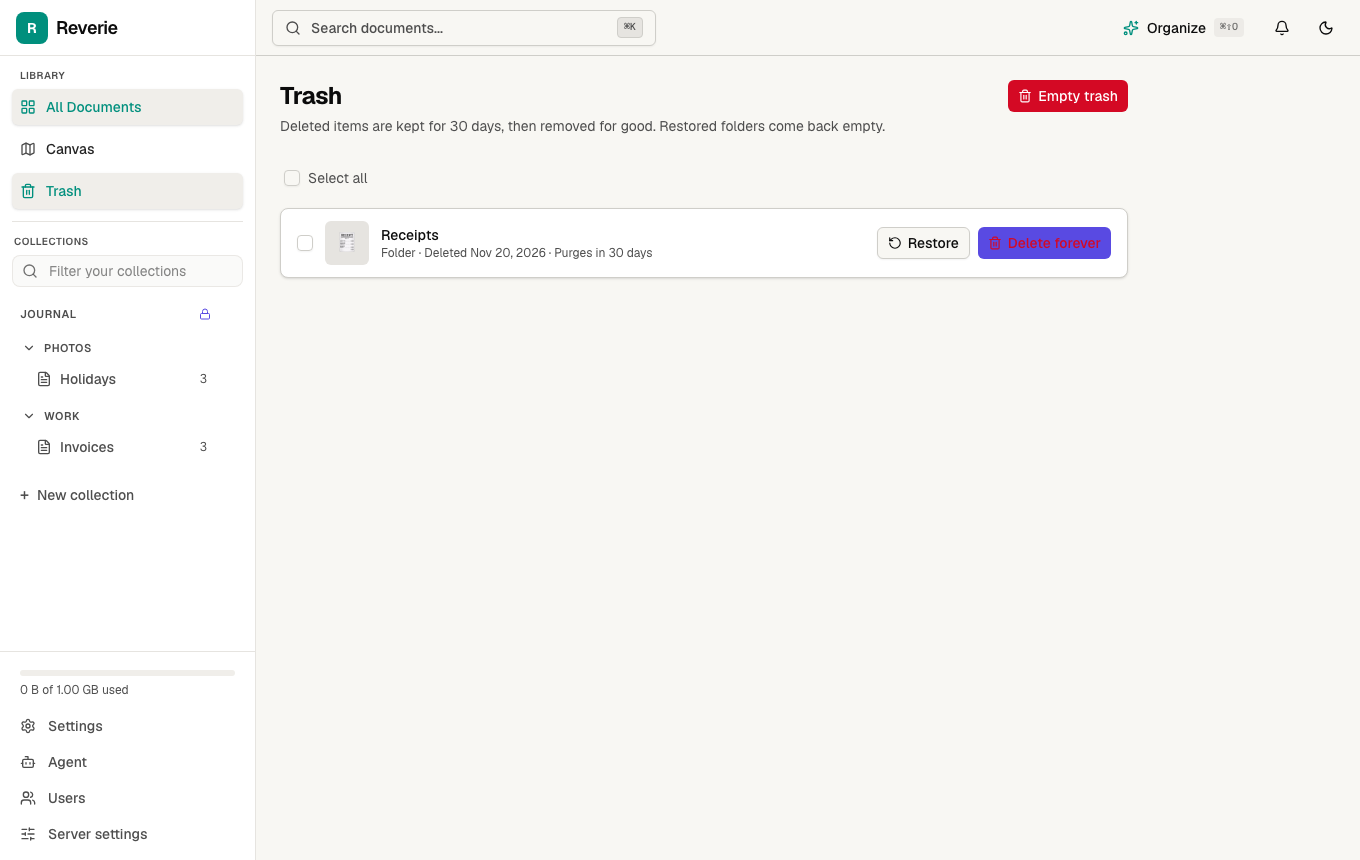 R Reverie
Search documents... ⌘K
Organize ⌘⇧O
LIBRARY
All Documents
Canvas
Trash
COLLECTIONS
Filter your collections
JOURNAL
PHOTOS
Holidays 3
WORK
Invoices 3
+ New collection
0 B of 1.00 GB used
Settings
Agent
Users
Server settings
Trash
Empty trash
Deleted items are kept for 30 days, then removed for good. Restored folders come back empty.
Select all
Receipts
Folder · Deleted Nov 20, 2026 · Purges in 30 days
Restore
Delete forever